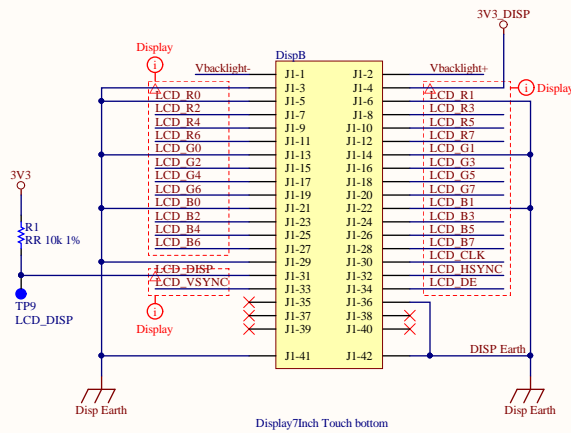 3V3_DISP
Display
DispB
Vbacklight-
J1-1
J1-2
Vbacklight+
i
J1-3
J1-4
i
Display
LCD_R0
J1-5
J1-6
LCD_R1
LCD_R2
J1-7
J1-8
LCD_R3
LCD_R4
J1-9
J1-10
LCD_R5
LCD_R6
J1-11
J1-12
LCD_R7
LCD_G0
J1-13
J1-14
LCD_G1
LCD_G2
J1-15
J1-16
LCD_G3
LCD_G4
J1-17
J1-18
LCD_G5
3V3
LCD_G6
J1-19
J1-20
LCD_G7
LCD_B0
J1-21
J1-22
LCD_B1
LCD_B2
J1-23
J1-24
LCD_B3
R1
RR 10k 1%
LCD_B4
J1-25
J1-26
LCD_B5
LCD_B6
J1-27
J1-28
LCD_B7
J1-29
J1-30
LCD_CLK
LCD_DISP
J1-31
J1-32
LCD_HSYNC
LCD_VSYNC
J1-33
J1-34
LCD_DE
TP9
LCD_DISP
J1-35
J1-36
i
J1-37
J1-38
Display
J1-39
J1-40
J1-41
J1-42
DISP Earth
Disp Earth
Disp Earth
Display7Inch Touch bottom